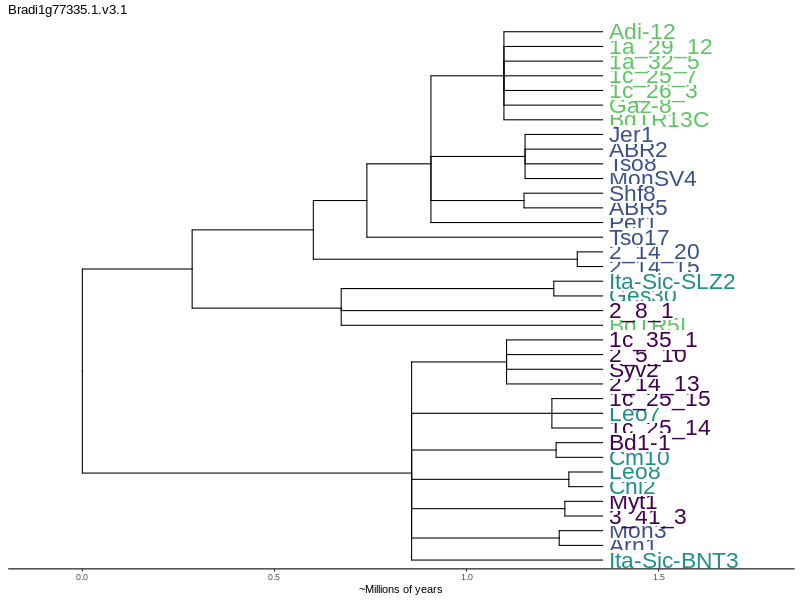 Bradi1g77335.1.v3.1
Adi-12
1a_29_12
1a_32_5
1c_25_7
1c_26_3
Gaz-8
BdTR13C
Jer1
ABR2
Tso8
MonSV4
Shf8
ABR5
Per1
Tso17
2_14_20
2_14_15
Ita-Sic-SLZ2
Ges30
2_8_1
BdTR5I
1c_35_1
2_5_10
Syv2
2_14_13
1c_25_15
Leo7
1c_25_14
Bd1-1
Cm10
Leo8
Chi2
Myt1
3_41_3
Mon3
Arn1
Ita-Sic-BNT3
0.0 0.5 1.0 1.5
~Millions of years